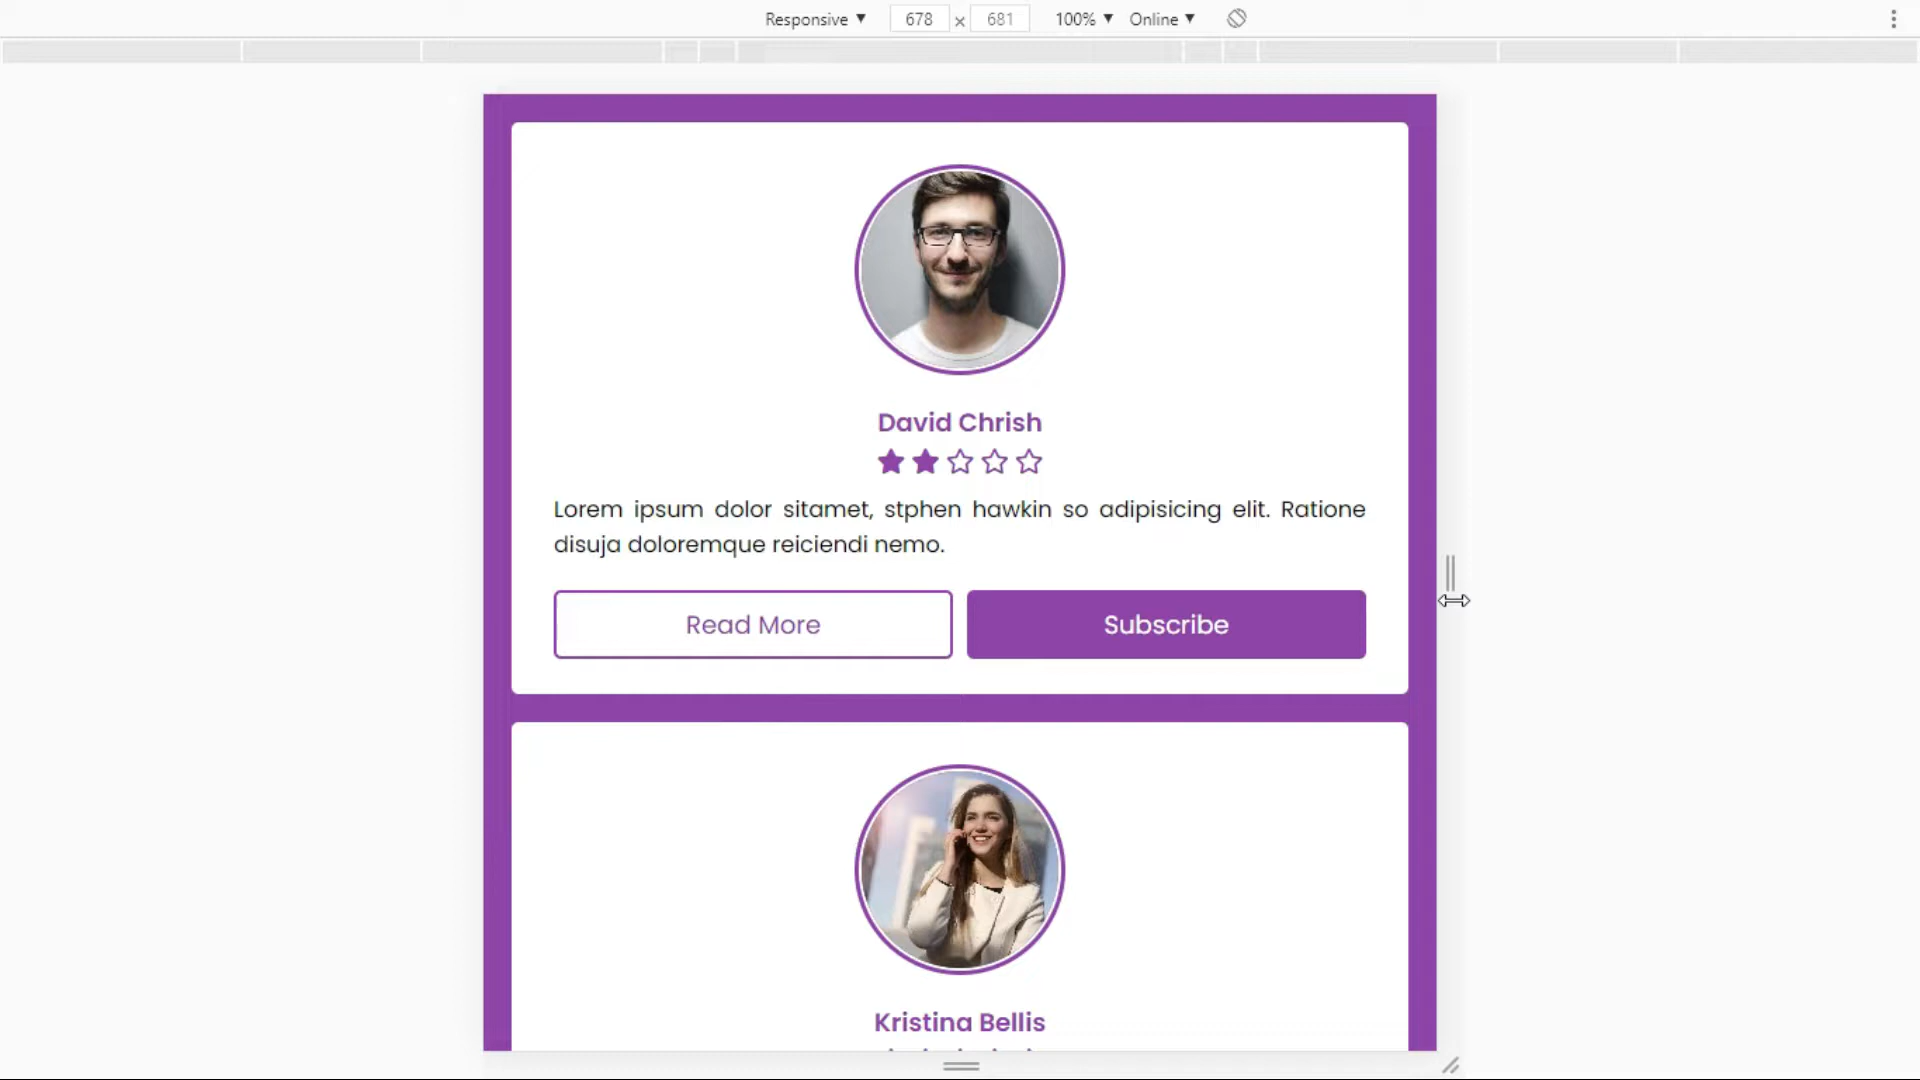 Responsive ▼ 678 x 681 100% ▼ Online ▼
David Chrish
Lorem ipsum dolor sitamet, stphen hawkin so adipisicing elit. Ratione
disuja doloremque reiciendi nemo.
Read More Subscribe
Kristina Bellis